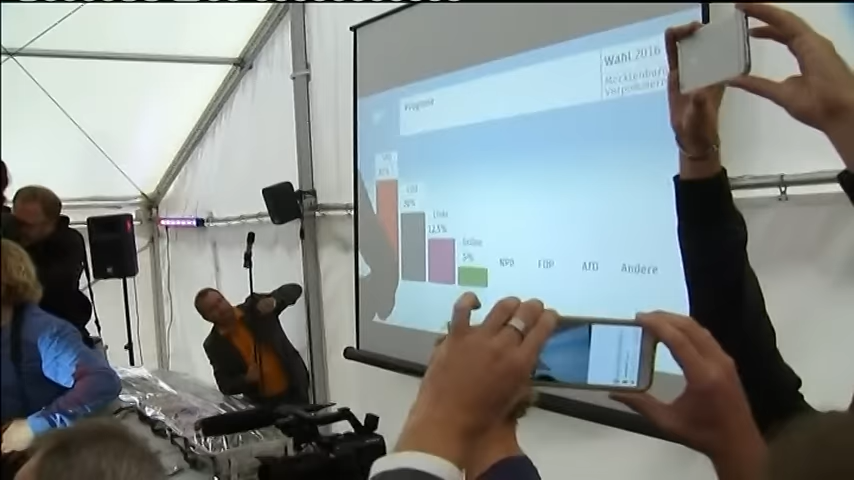 Wahl 2016
Mecklenburg-
Vorpommern
Prognose
SPD
30%
CDU
20%
Linke
12,5%
Grüne
5%
NPD
FDP
AfD
Andere